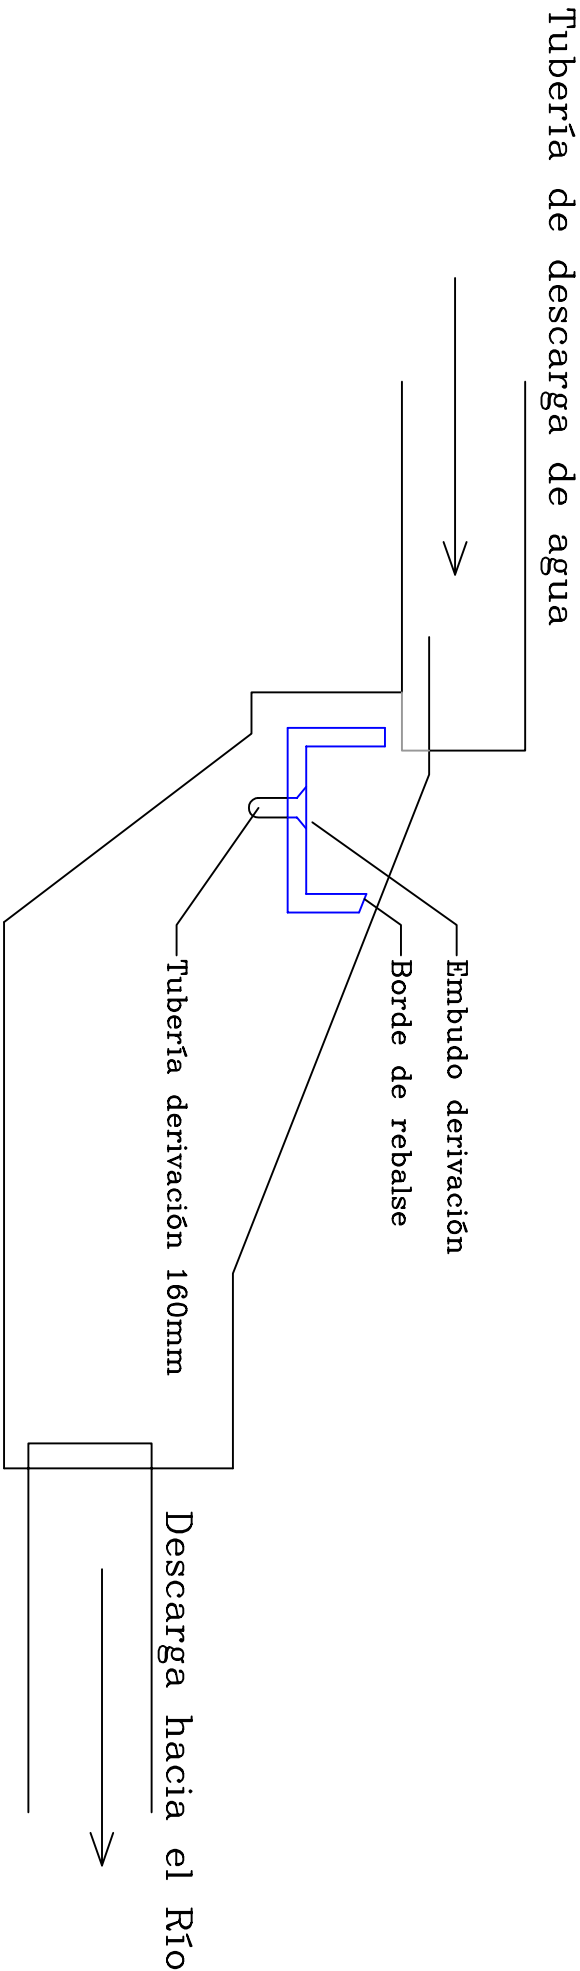 Tubería de descarga de agua
Embudo derivación
Borde de rebalse
Tubería derivación 160mm
Descarga hacia el Río